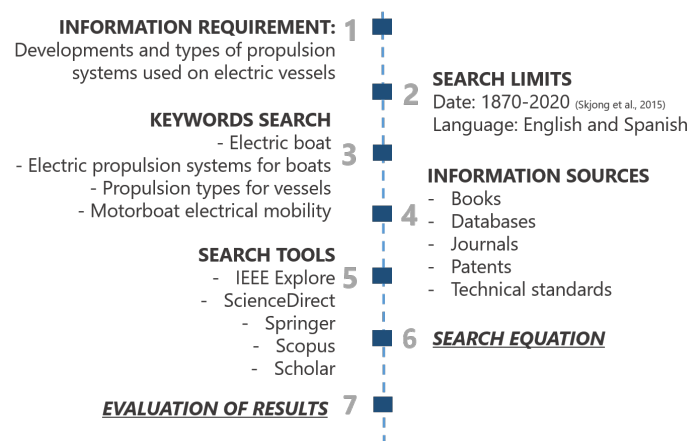 INFORMATION REQUIREMENT: 1
Developments and types of propulsion
systems used on electric vessels
2 SEARCH LIMITS
Date: 1870-2020 (Skjong et al., 2015)
Language: English and Spanish
KEYWORDS SEARCH
3
- Electric boat
- Electric propulsion systems for boats
- Propulsion types for vessels
- Motorboat electrical mobility
INFORMATION SOURCES
4
- Books
- Databases
- Journals
- Patents
- Technical standards
SEARCH TOOLS
5
- IEEE Explore
- ScienceDirect
- Springer
- Scopus
- Scholar
6 SEARCH EQUATION
EVALUATION OF RESULTS 7